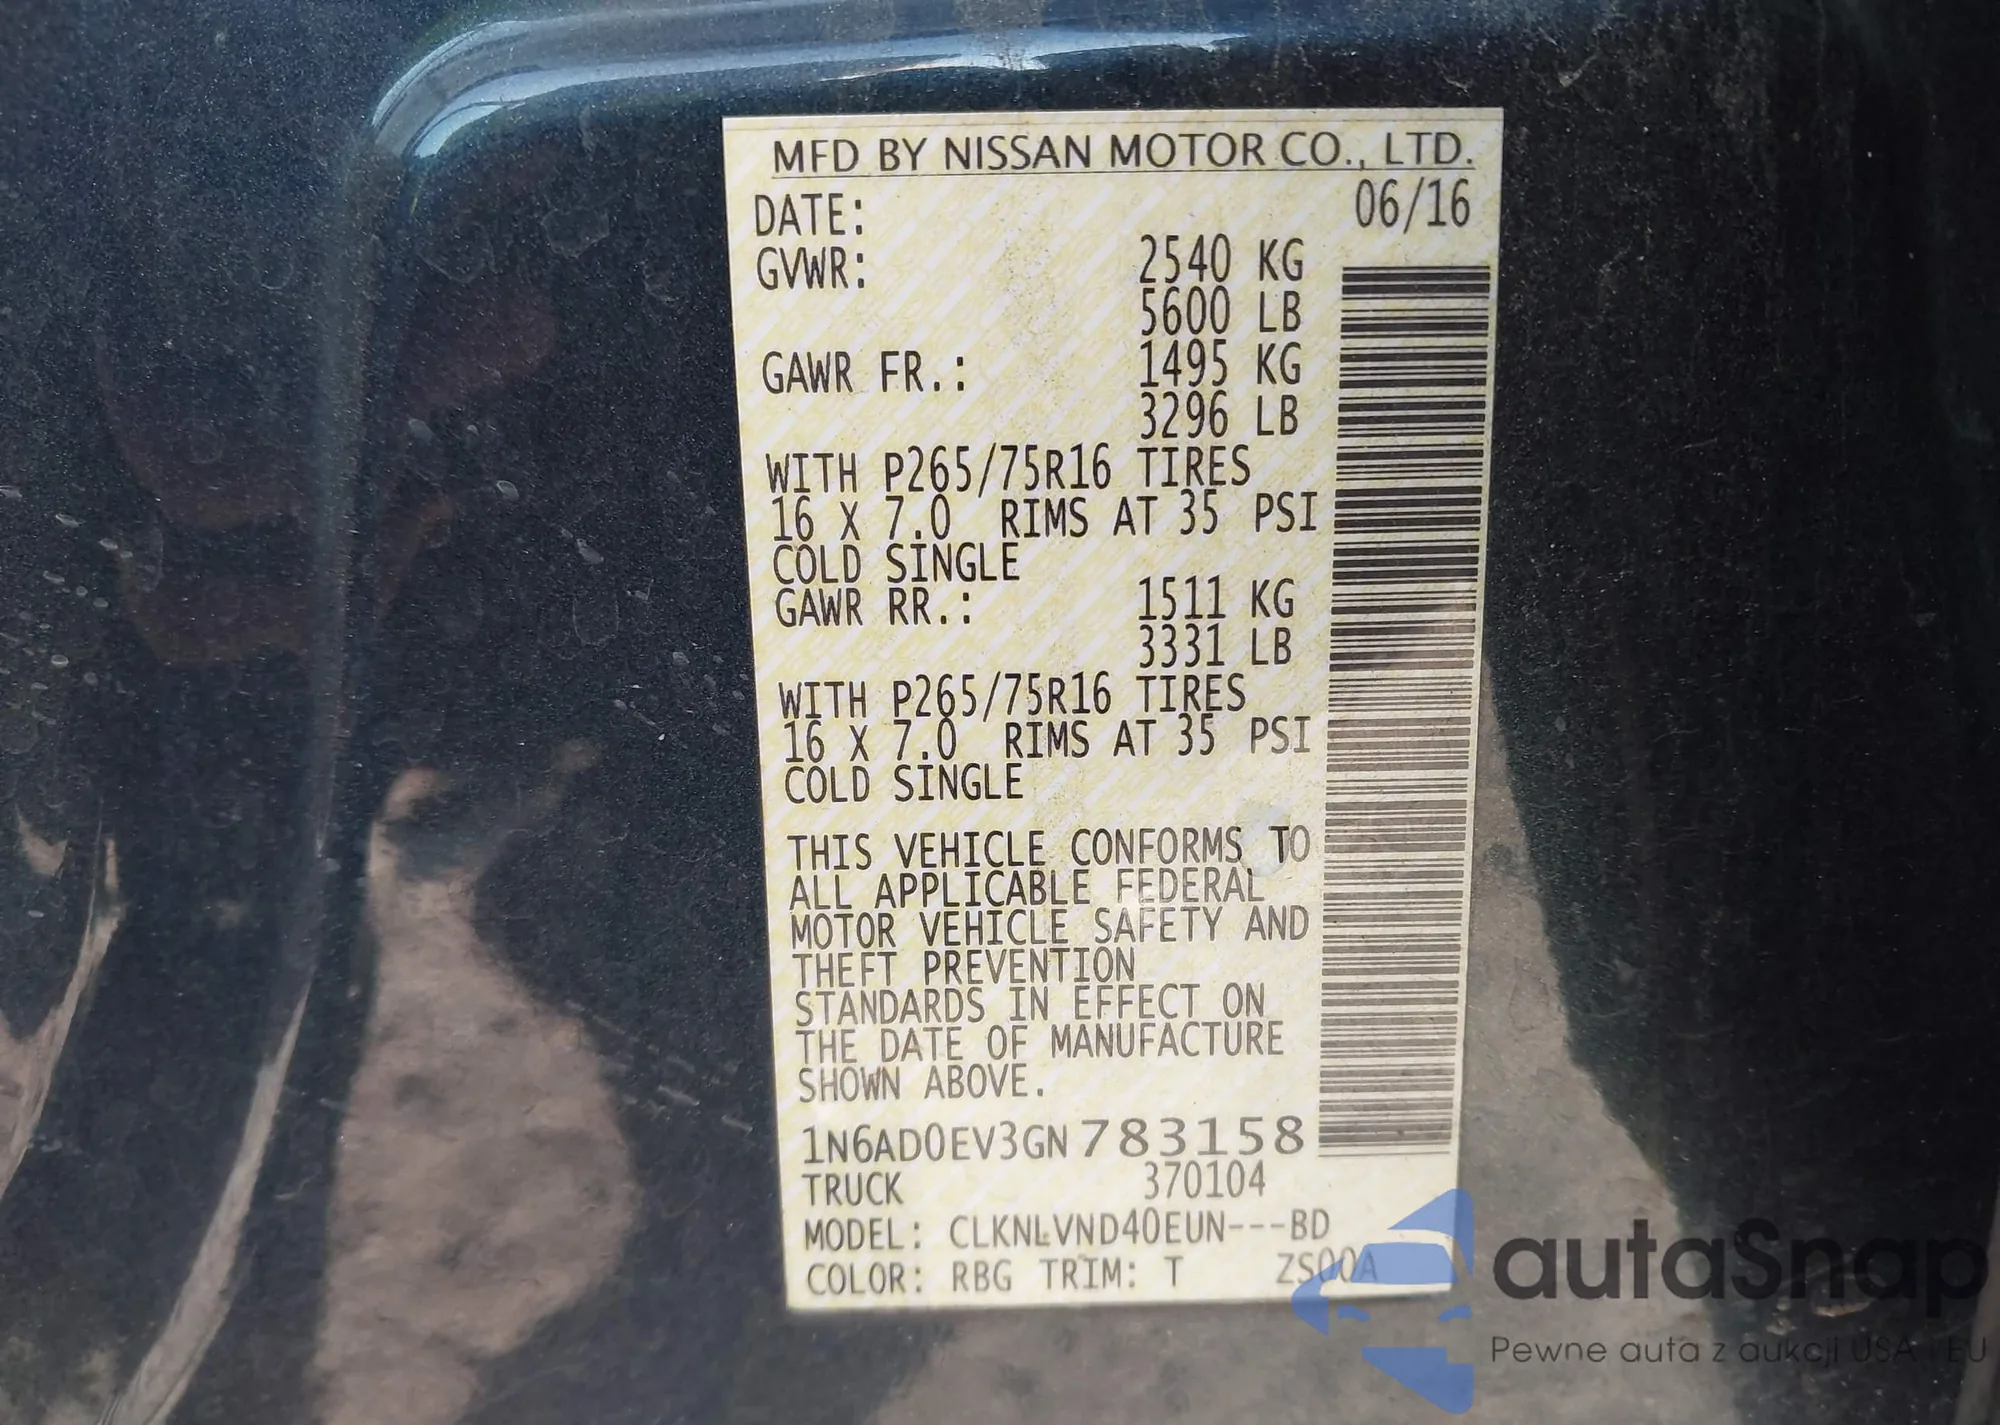 MFD BY NISSAN MOTOR CO., LTD.
DATE: 06/16
GVWR: 2540 KG
5600 LB
GAWR FR.: 1495 KG
3296 LB
WITH P265/75R16 TIRES
16 X 7.0 RIMS AT 35 PSI
COLD SINGLE
GAWR RR.: 1511 KG
3331 LB
WITH P265/75R16 TIRES
16 X 7.0 RIMS AT 35 PSI
COLD SINGLE
THIS VEHICLE CONFORMS TO
ALL APPLICABLE FEDERAL
MOTOR VEHICLE SAFETY AND
THEFT PREVENTION
STANDARDS IN EFFECT ON
THE DATE OF MANUFACTURE
SHOWN ABOVE.
1N6AD0EV3GN783158
TRUCK 370104
MODEL: CLKNLVND40EUN---BD
COLOR: RBG TRIM: T ZS00A
autaSnap
Pewne auta z aukcji USA i EU